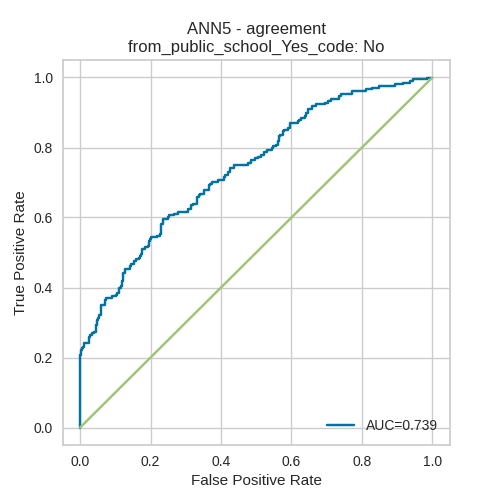 ANN5 - agreement
from_public_school_Yes_code: No
True Positive Rate
1.0
0.8
0.6
0.4
0.2
0.0
AUC=0.739
0.0 0.2 0.4 0.6 0.8 1.0
False Positive Rate